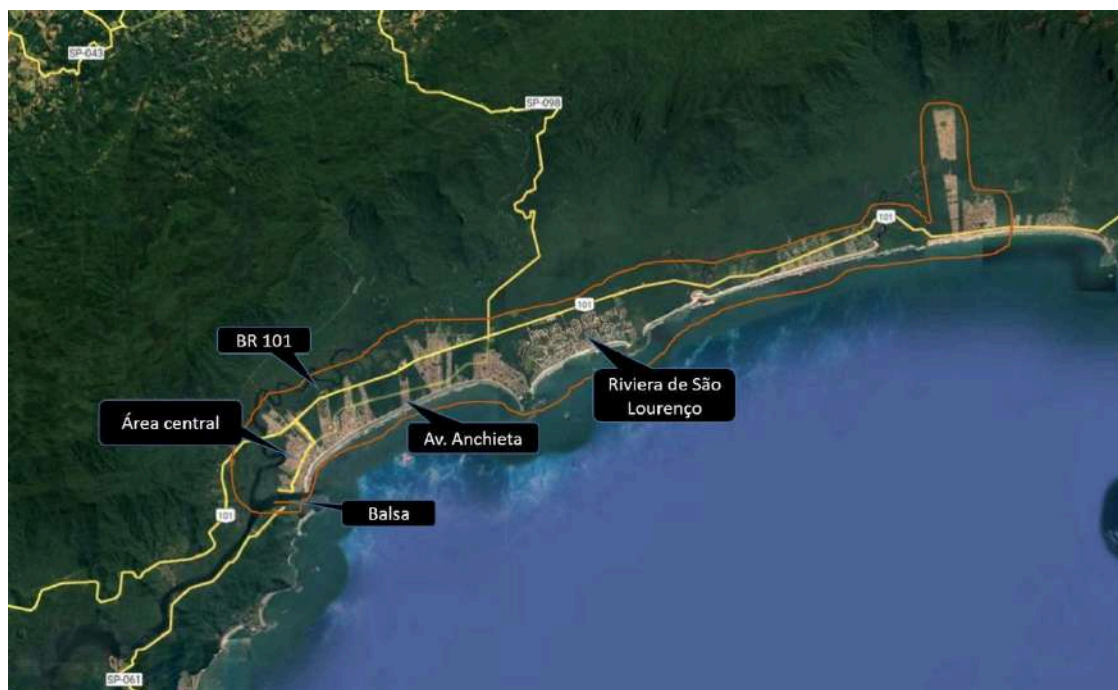 SP-043
SP-098
101
101
BR 101
Riviera de São
Lourenço
Área central
Av. Anchieta
Balsa
101
SP-061